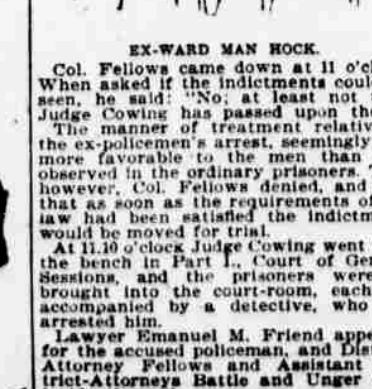 EX-WARD MAN HOCK.
Col. Fellows came down at 11 o'cl
When asked if the indictments coul
seen, he said: "No; at least not
Judge Cowing has passed upon the
The manner of treatment relativ
the ex-policemen's arrest, seemingly
more favorable to the men than
observed in the ordinary prisoners. T
however, Col. Fellows denied, and
that as soon as the requirements of
law had been satisfied the indictm
would be moved for trial.
At 11.10 o'clock Judge Cowing went
the bench in Part I., Court of Gen
Sessions, and the prisoners were
brought into the court-room, each
accompanied by a detective, who
arrested him.
Lawyer Emanuel M. Friend appe
for the accused policeman, and Dis
Attorney Fellows and Assistant
trict-Attorneys Battle and Unger